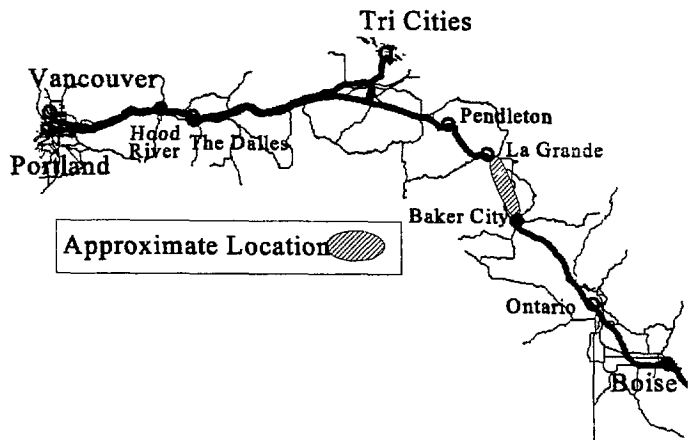 Tri Cities
Vancouver
Pendleton
Hood
River
The Dalles
La Grande
Portland
Baker City
Approximate Location
Ontario
Boise